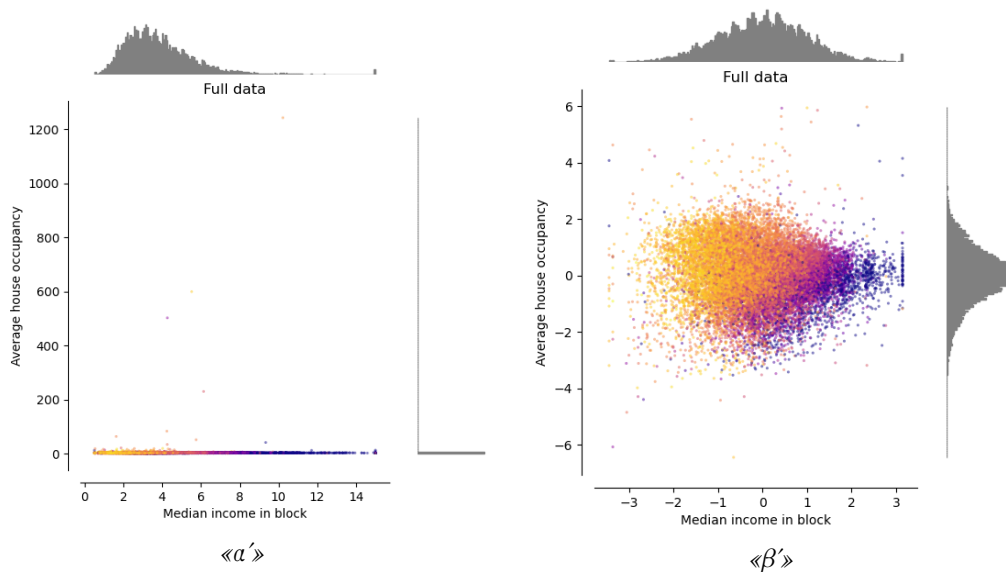 Full data
1200
1000
800
600
400
200
0
Average house occupancy
0 2 4 6 8 10 12 14
Median income in block
«α′»
Full data
6
4
2
0
−2
−4
−6
Average house occupancy
−3 −2 −1 0 1 2 3
Median income in block
«β′»